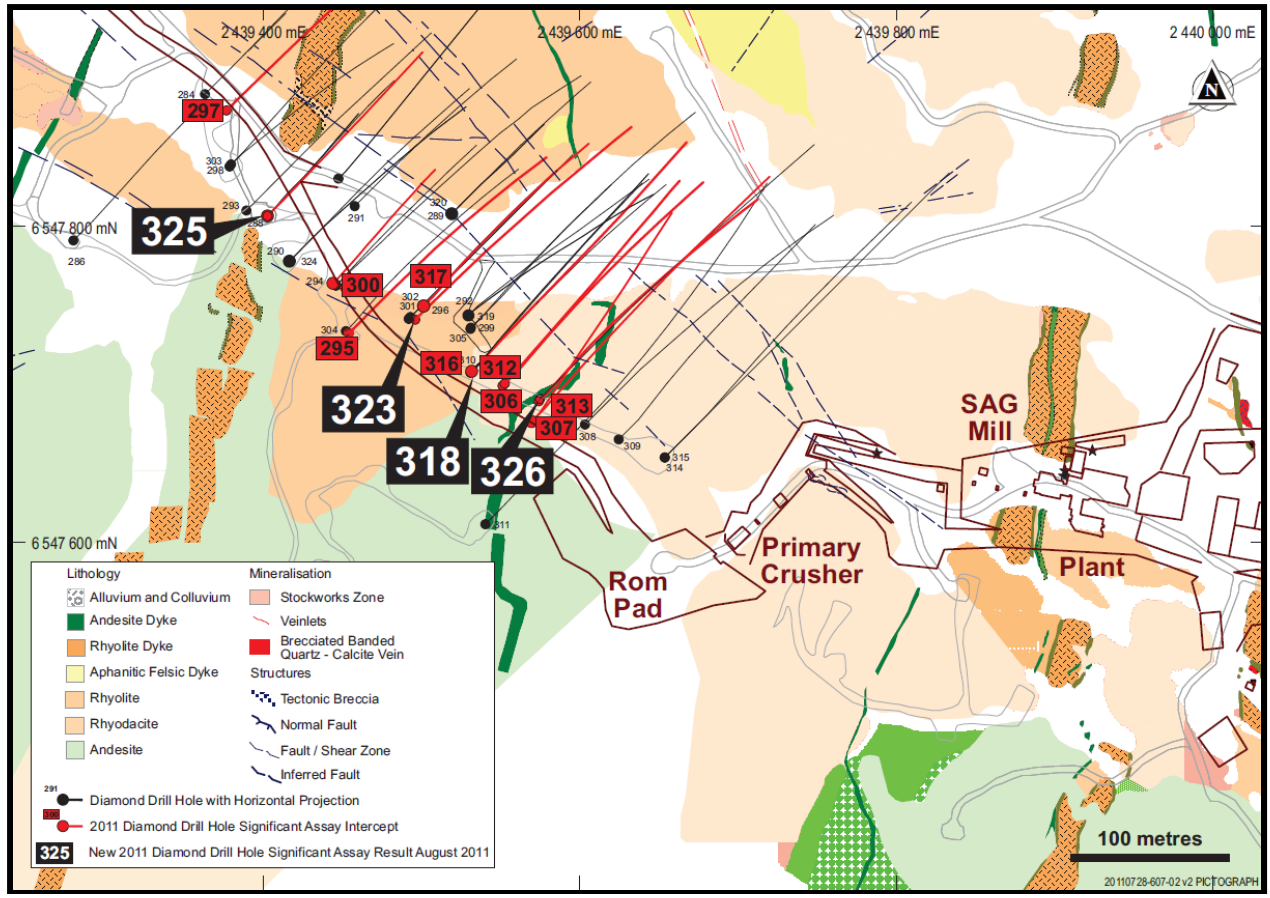 2 439 400 mE
2 439 600 mE
2 439 800 mE
2 440 000 mE
N
284
297
303
298
293
288
325
6 547 800 mN
286
291
320
289
290
324
294
300
317
302
301
296
292
319
299
305
304
295
316
310
312
323
306
313
307
308
309
315
314
318
326
311
SAG
Mill
6 547 600 mN
Primary
Crusher
Plant
Rom
Pad
Lithology
Alluvium and Colluvium
Andesite Dyke
Rhyolite Dyke
Aphanitic Felsic Dyke
Rhyolite
Rhyodacite
Andesite
Mineralisation
Stockworks Zone
Veinlets
Brecciated Banded
Quartz - Calcite Vein
Structures
Tectonic Breccia
Normal Fault
Fault / Shear Zone
Inferred Fault
291
Diamond Drill Hole with Horizontal Projection
300
2011 Diamond Drill Hole Significant Assay Intercept
325
New 2011 Diamond Drill Hole Significant Assay Result August 2011
100 metres
20110728-607-02 v2 PICTOGRAPH